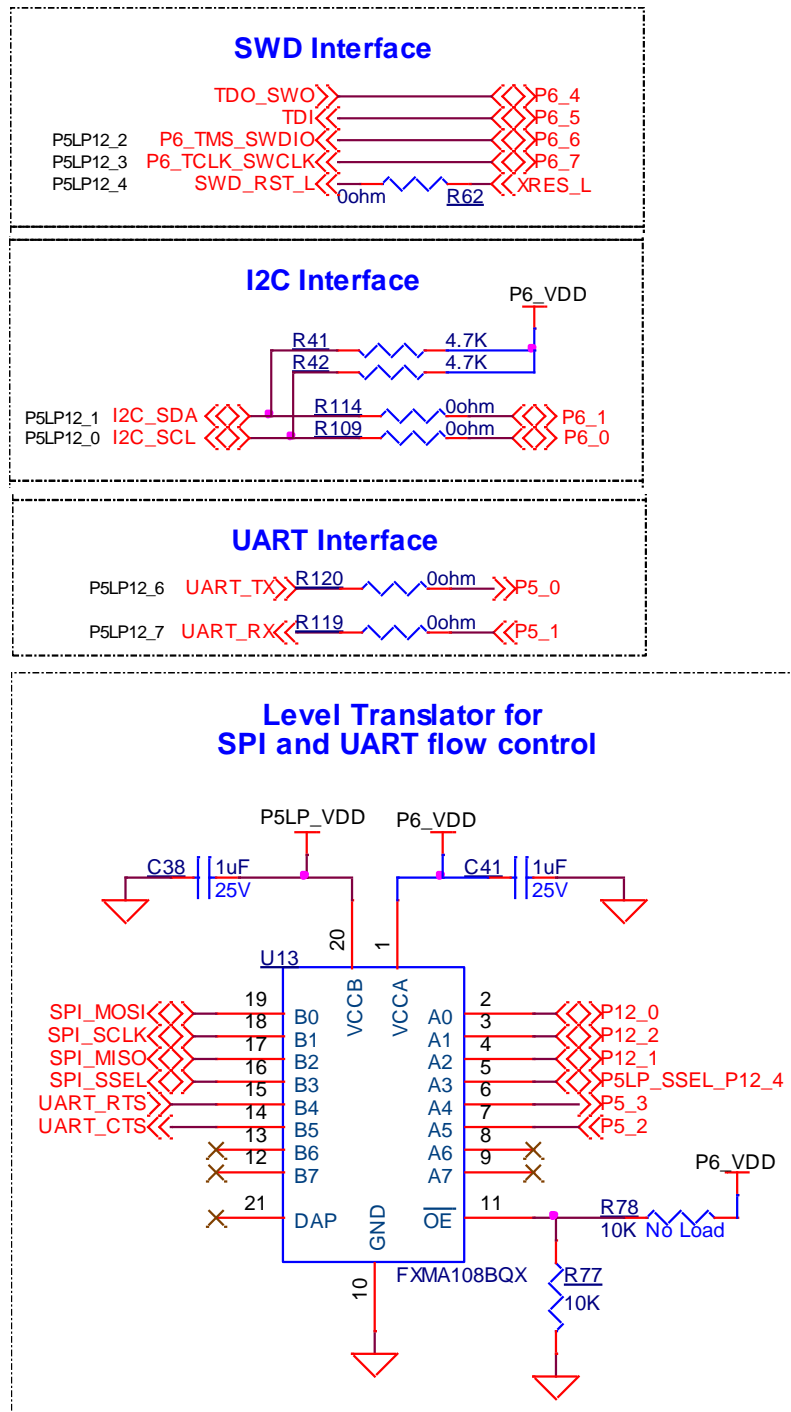 SWD Interface
TDO_SWO P6_4
TDI P6_5
P5LP12_2 P6_TMS_SWDIO P6_6
P5LP12_3 P6_TCLK_SWCLK P6_7
P5LP12_4 SWD_RST_L 0ohm R62 XRES_L
I2C Interface
P6_VDD
R41 4.7K
R42 4.7K
P5LP12_1 I2C_SDA R114 0ohm P6_1
P5LP12_0 I2C_SCL R109 0ohm P6_0
UART Interface
P5LP12_6 UART_TX R120 0ohm P5_0
P5LP12_7 UART_RX R119 0ohm P5_1
Level Translator for
SPI and UART flow control
P5LP_VDD P6_VDD
C38 1uF C41 1uF
25V 25V
20 1
U13
VCCB VCCA
SPI_MOSI 19 B0 A0 2 P12_0
SPI_SCLK 18 B1 A1 3 P12_2
SPI_MISO 17 B2 A2 4 P12_1
SPI_SSEL 16 B3 A3 5 P5LP_SSEL_P12_4
UART_RTS 15 B4 A4 6 P5_3
UART_CTS 14 B5 A5 7 P5_2
13 B6 A6 8
12 B7 A7 9
P6_VDD
21 DAP GND OE 11 R78
10K No Load
FXMA108BQX
10
R77
10K